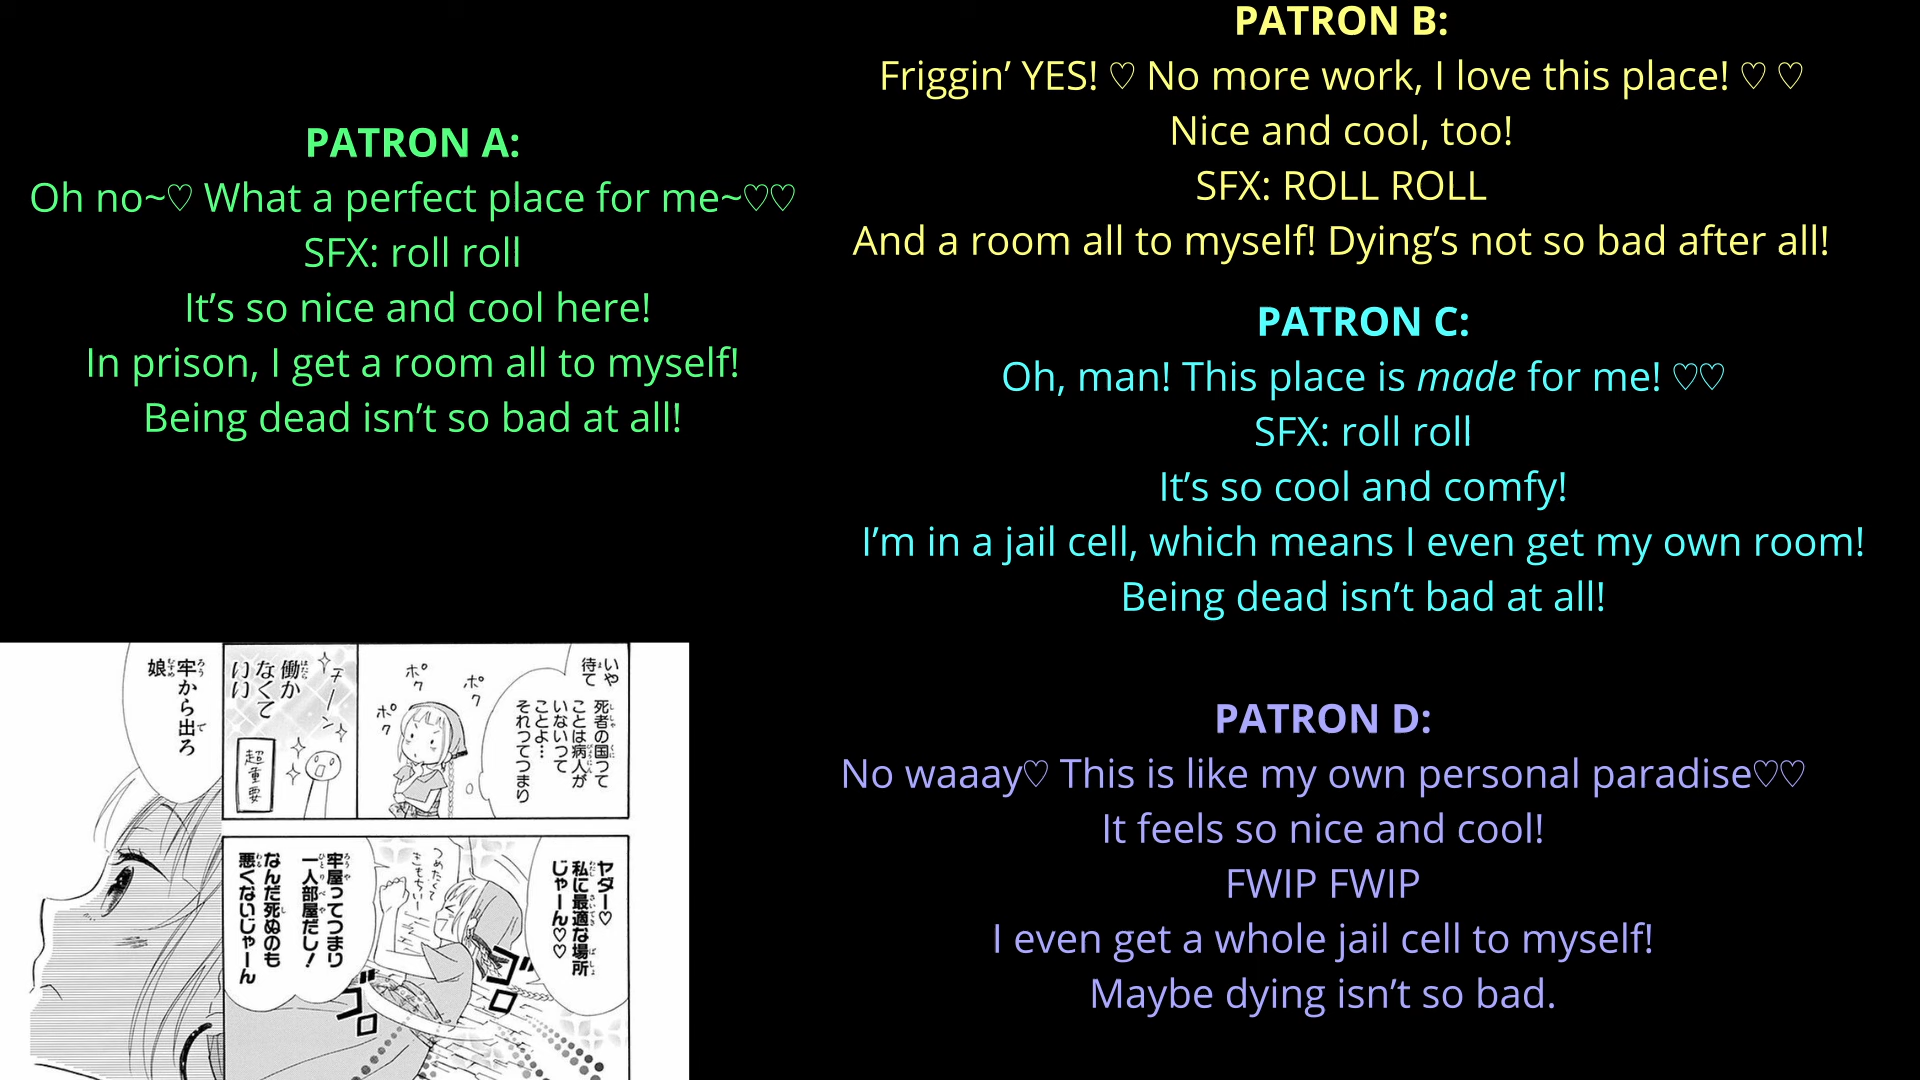 PATRON A:
Oh no~♡ What a perfect place for me~♡♡
SFX: roll roll
It’s so nice and cool here!
In prison, I get a room all to myself!
Being dead isn’t so bad at all!
PATRON B:
Friggin’ YES! ♡ No more work, I love this place! ♡ ♡
Nice and cool, too!
SFX: ROLL ROLL
And a room all to myself! Dying’s not so bad after all!
PATRON C:
Oh, man! This place is made for me! ♡♡
SFX: roll roll
It’s so cool and comfy!
I’m in a jail cell, which means I even get my own room!
Being dead isn’t bad at all!
PATRON D:
No waaay♡ This is like my own personal paradise♡♡
It feels so nice and cool!
FWIP FWIP
I even get a whole jail cell to myself!
Maybe dying isn’t so bad.
いや
待て
死者の国って
ことは病人が
いないって
ことよ…
それってつまり
ポク
ポク
ポク
チーン
働か
なくて
いい
超重要
ヤダー♡
私に最適な場所
じゃーん♡♡
つめたくて
きもちいー
ゴロ
ゴロ
牢屋ってつまり
一人部屋だし!
なんだ死ぬのも
悪くないじゃーん
牢から出ろ
娘